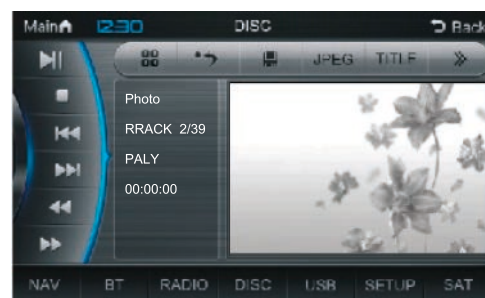 Main 12:30 DISC Back
JPEG TITLE
Photo
RRACK 2/39
PALY
00:00:00
NAV BT RADIO DISC USB SETUP SAT